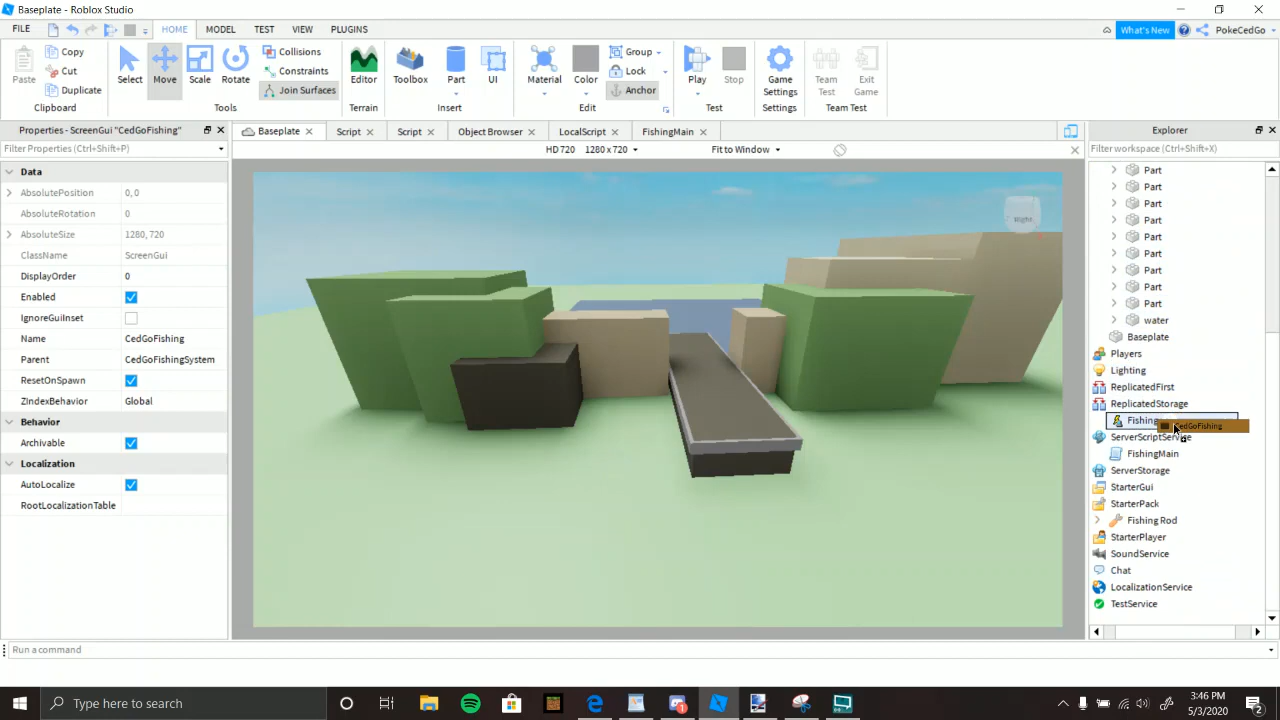 Baseplate - Roblox Studio
FILE HOME MODEL TEST VIEW PLUGINS What's New PokeCedGo
Paste Copy Cut Duplicate Select Move Scale Rotate Collisions Constraints Join Surfaces Editor Toolbox Part UI Material Color Group Lock Anchor Play Stop Game Settings Team Test Exit Game
Clipboard Tools Terrain Insert Edit Test Settings Team Test
Properties - ScreenGui "CedGoFishing"
Filter Properties (Ctrl+Shift+P)
Data
AbsolutePosition 0, 0
AbsoluteRotation 0
AbsoluteSize 1280, 720
ClassName ScreenGui
DisplayOrder 0
Enabled
IgnoreGuiInset
Name CedGoFishing
Parent CedGoFishingSystem
ResetOnSpawn
ZIndexBehavior Global
Behavior
Archivable
Localization
AutoLocalize
RootLocalizationTable
Baseplate Script Script Object Browser LocalScript FishingMain
HD 720 1280 x 720 Fit to Window
Right
Explorer
Filter workspace (Ctrl+Shift+X)
Part
Part
Part
Part
Part
Part
Part
Part
Part
water
Baseplate
Players
Lighting
ReplicatedFirst
ReplicatedStorage
Fishing CedGoFishing
ServerScriptService
FishingMain
ServerStorage
StarterGui
StarterPack
Fishing Rod
StarterPlayer
SoundService
Chat
LocalizationService
TestService
Run a command
Type here to search
3:46 PM
5/3/2020
2